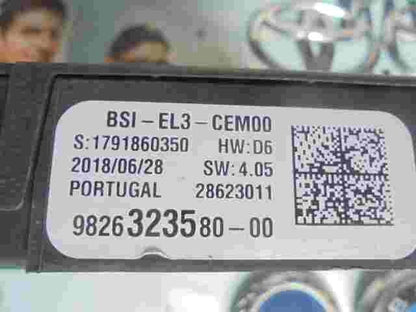 BSI-EL3-CEM00
S:1791860350 HW:D6
2018/06/28 SW:4.05
PORTUGAL 28623011
9826323580-00